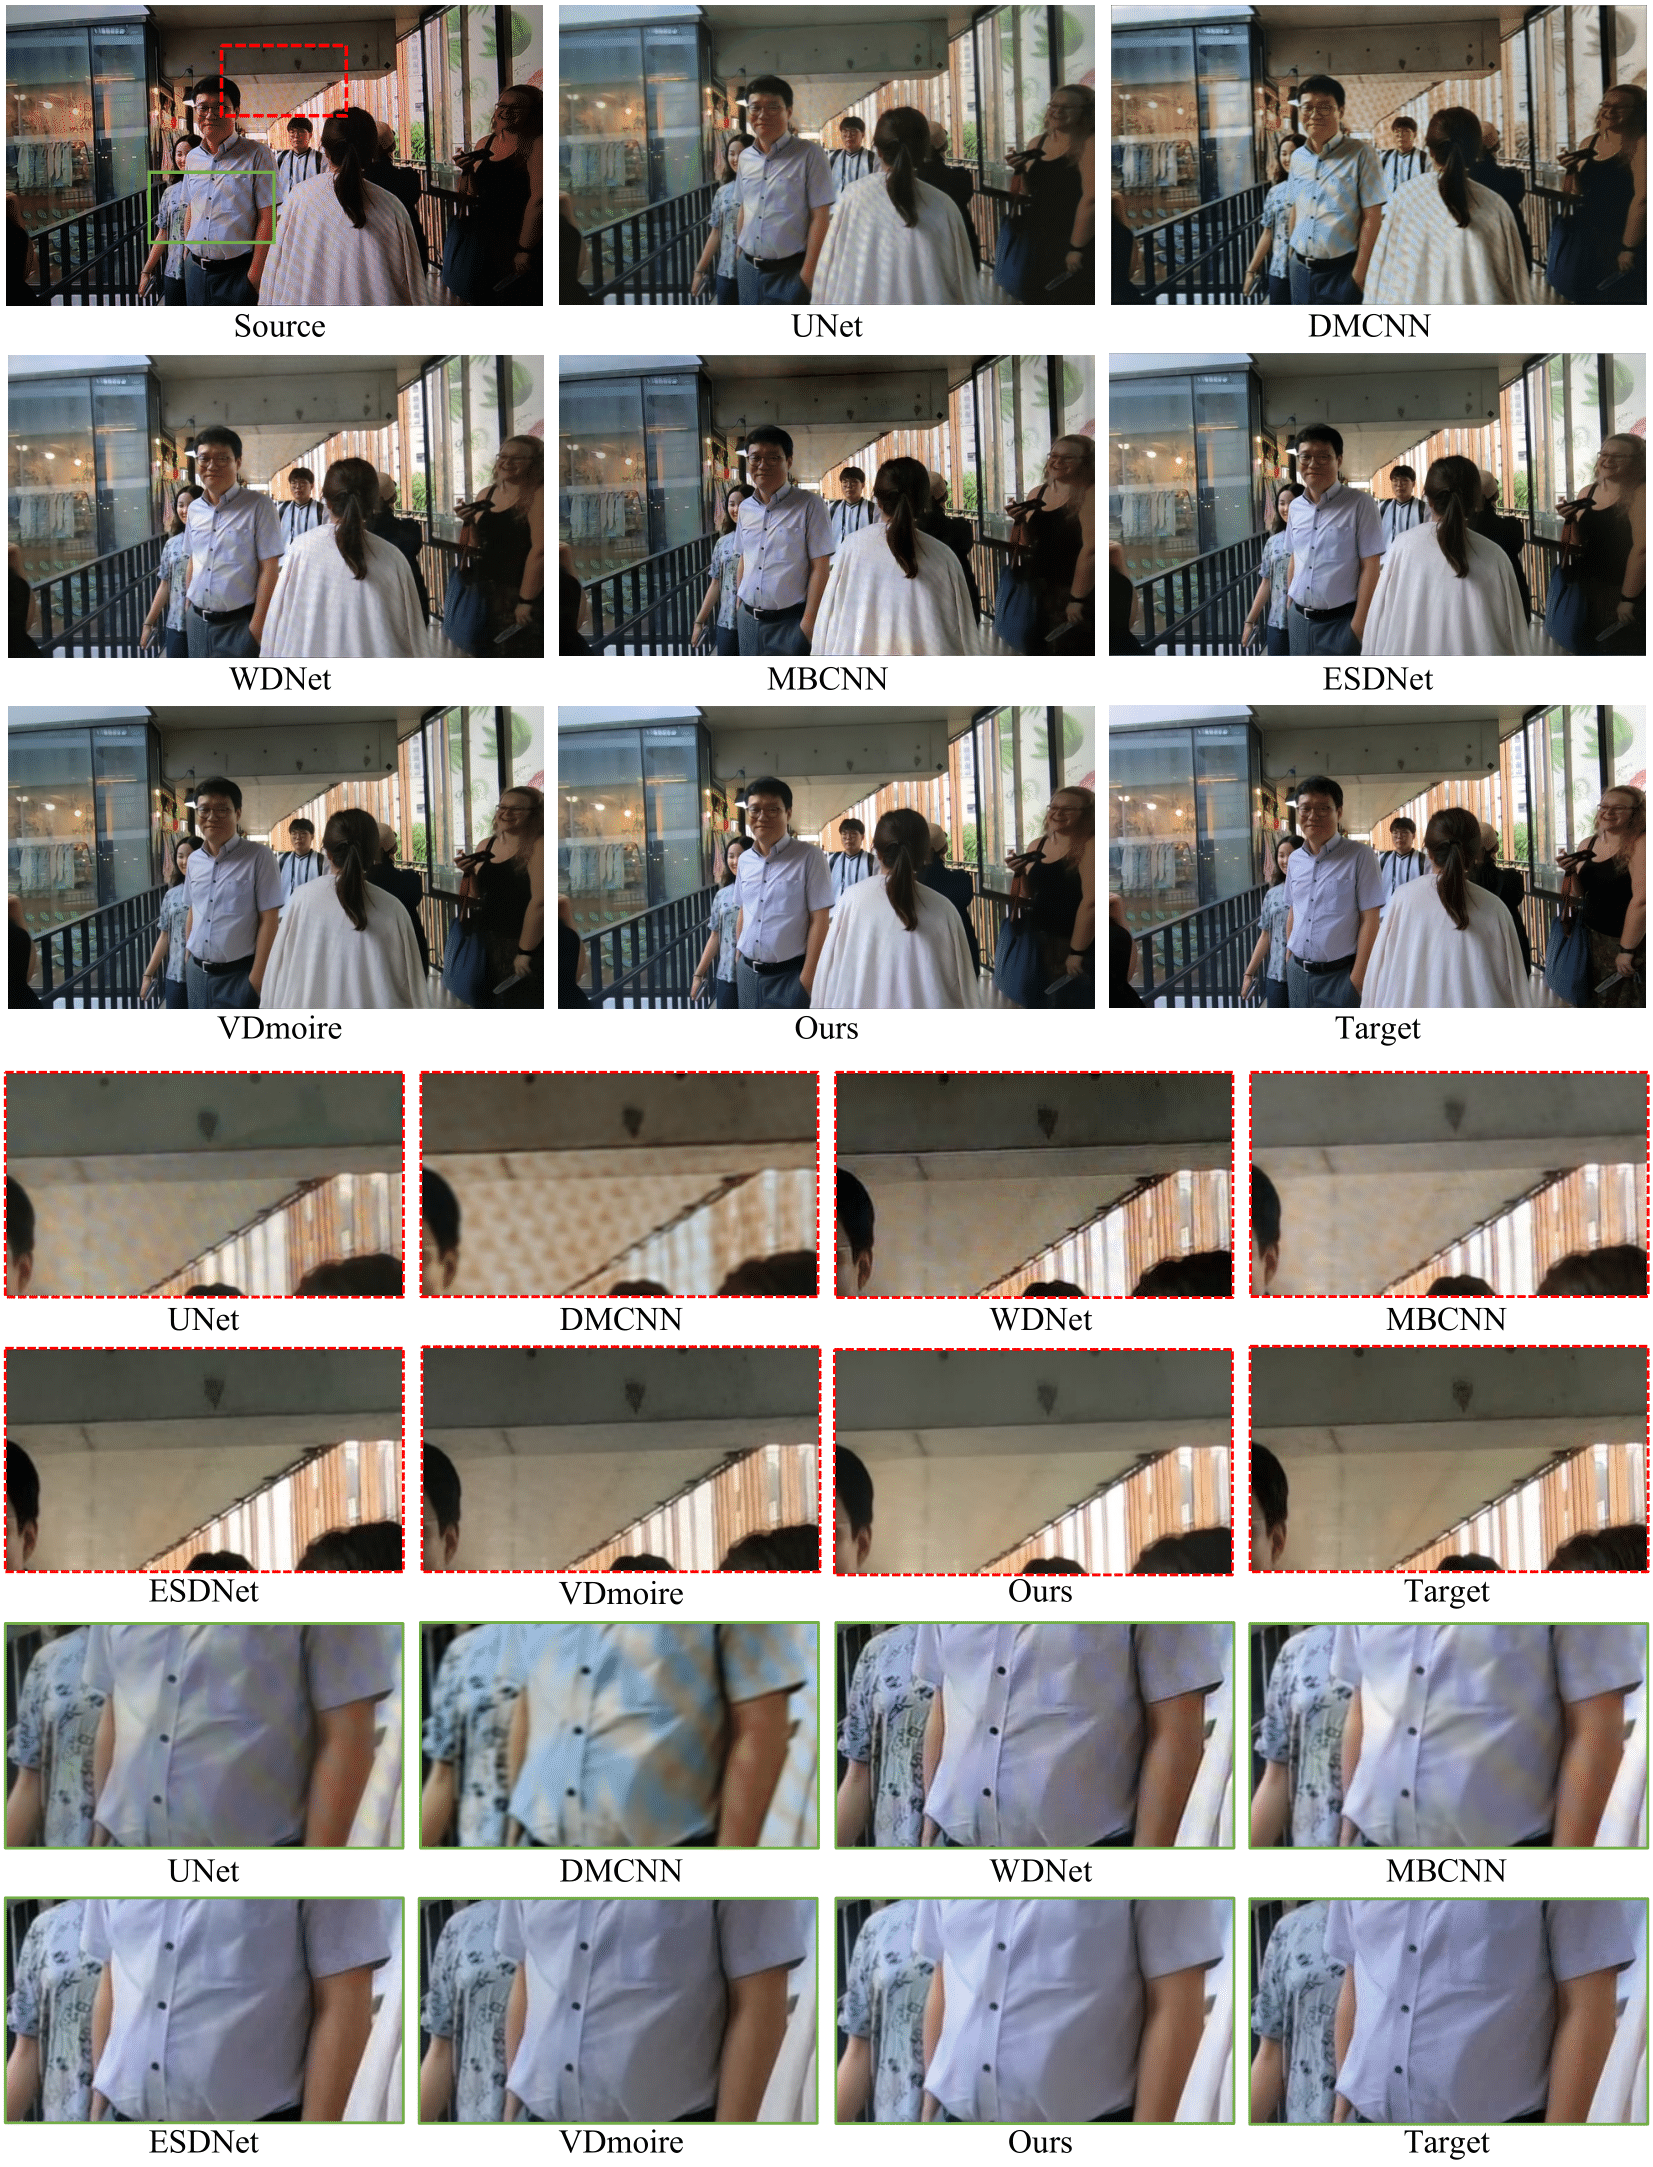 Source UNet DMCNN
WDNet MBCNN ESDNet
VDmoire Ours Target
UNet DMCNN WDNet MBCNN
ESDNet VDmoire Ours Target
UNet DMCNN WDNet MBCNN
ESDNet VDmoire Ours Target